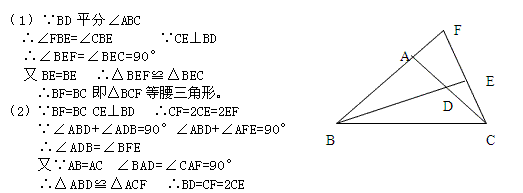 (1) ∵BD 平分∠ABC
∴∠FBE=∠CBE ∵CE⊥BD
∴∠BEF=∠BEC=90°
又 BE=BE ∴△BEF≌△BEC
∴BF=BC 即△BCF 等腰三角形。
(2) ∵BF=BC CE⊥BD ∴CF=2CE=2EF
∵∠ABD+∠ADB=90° ∠ABD+∠AFE=90°
∴∠ADB=∠BFE
又∵AB=AC ∠BAD=∠CAF=90°
∴△ABD≌△ACF ∴BD=CF=2CE
F
A
E
D
B
C